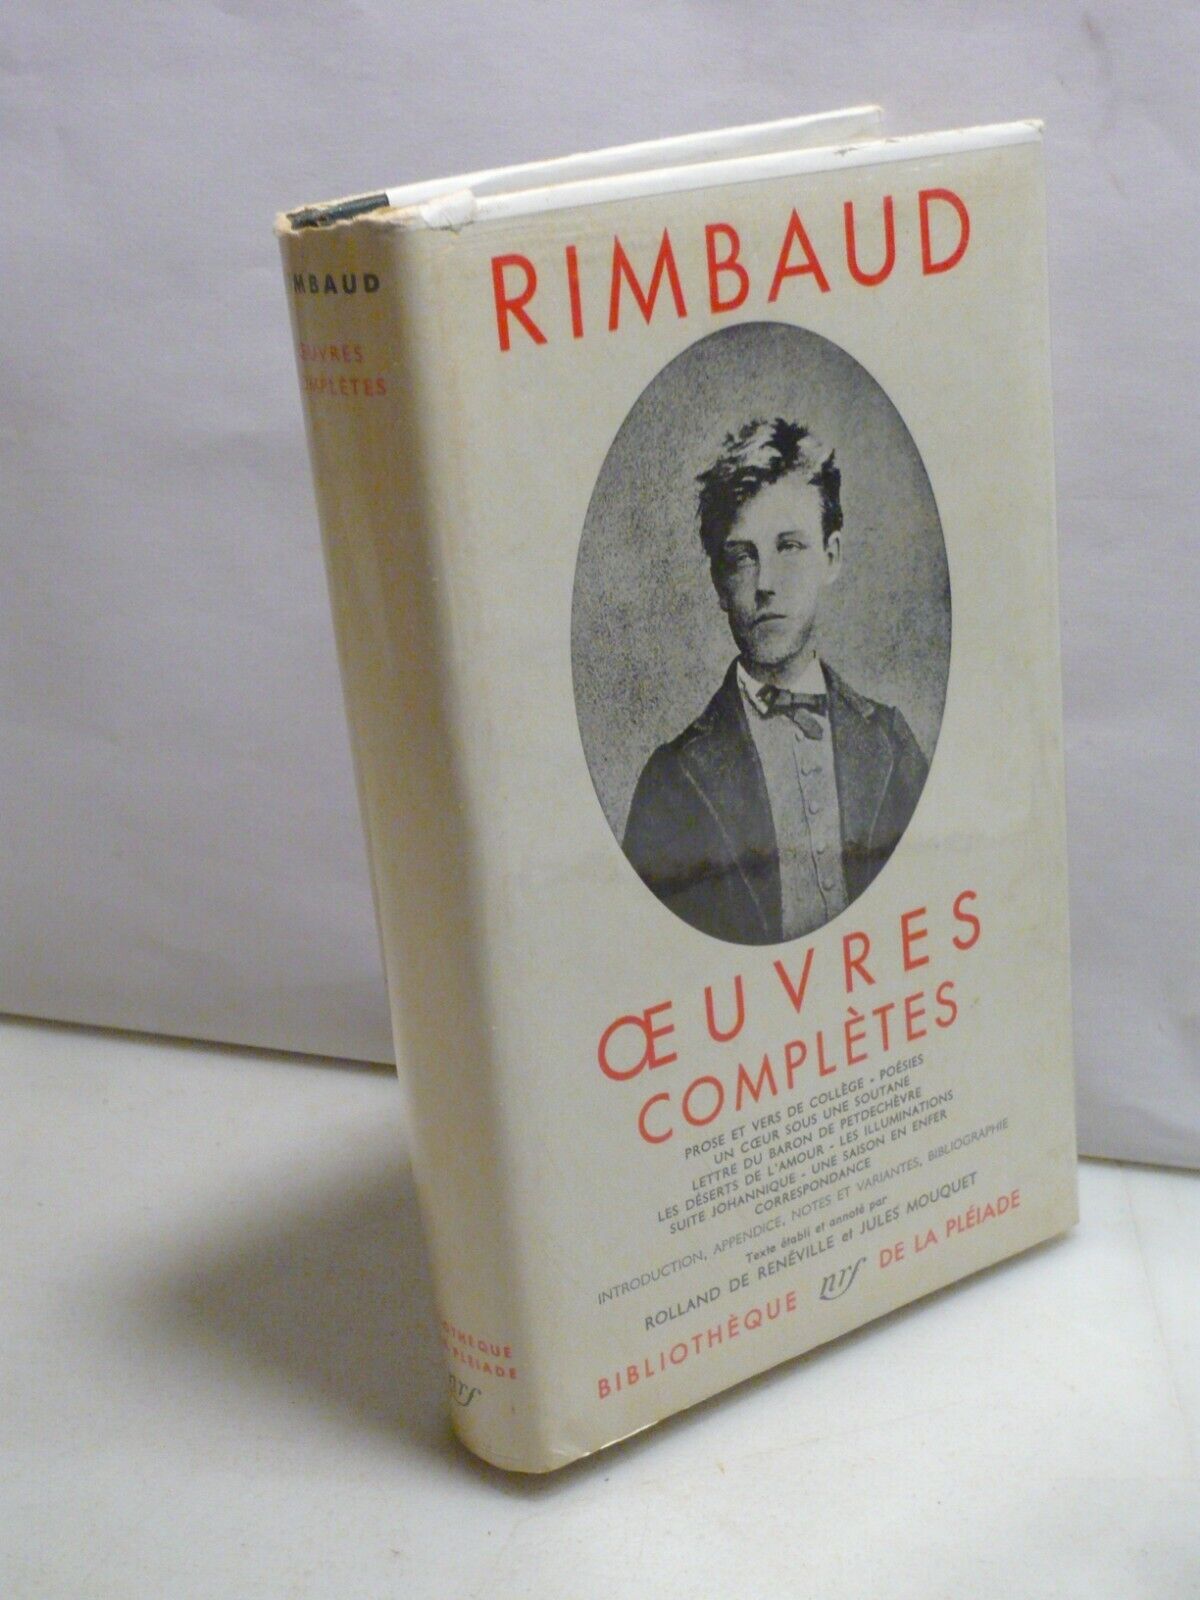 MBAUD
ŒUVRES
COMPLÈTES
OTHÈQUE
PLÉIADE
nrf
RIMBAUD
ŒUVRES
COMPLÈTES
PROSE ET VERS DE COLLÈGE - POÉSIES
UN CŒUR SOUS UNE SOUTANE
LETTRE DU BARON DE PETDECHÈVRE
LES DÉSERTS DE L'AMOUR - LES ILLUMINATIONS
SUITE JOHANNIQUE - UNE SAISON EN ENFER
CORRESPONDANCE
INTRODUCTION, APPENDICE, NOTES ET VARIANTES, BIBLIOGRAPHIE
Texte établi et annoté par
ROLLAND DE RENÉVILLE et JULES MOUQUET
BIBLIOTHÈQUE nrf DE LA PLÉIADE